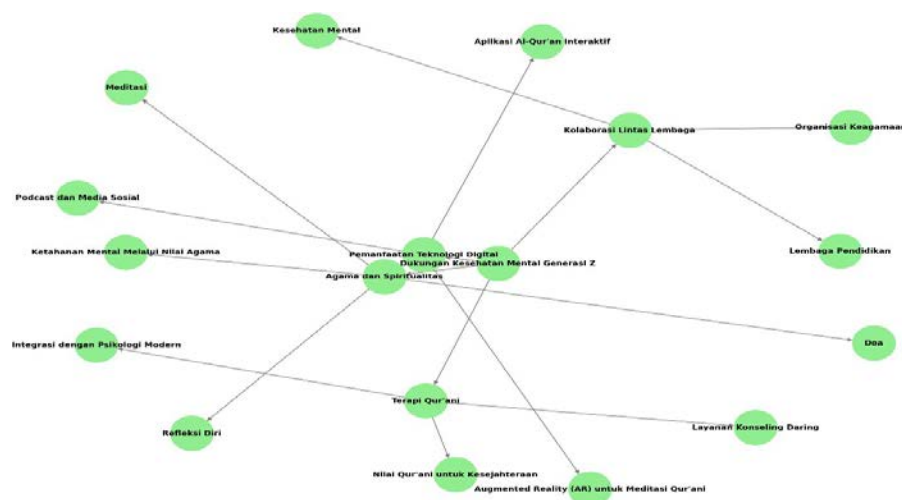 Kesehatan Mental
Aplikasi Al-Qur'an Interaktif
Meditasi
Kolaborasi Lintas Lembaga
Organisasi Keagamaan
Podcast dan Media Sosial
Ketahanan Mental Melalui Nilai Agama
Pemanfaatan Teknologi Digital
Lembaga Pendidikan
Dukungan Kesehatan Mental Generasi Z
Agama dan Spiritualitas
Integrasi dengan Psikologi Modern
Doa
Terapi Qur'ani
Refleksi Diri
Layanan Konseling Daring
Nilai Qur'ani untuk Kesejahteraan
Augmented Reality (AR) untuk Meditasi Qur'ani